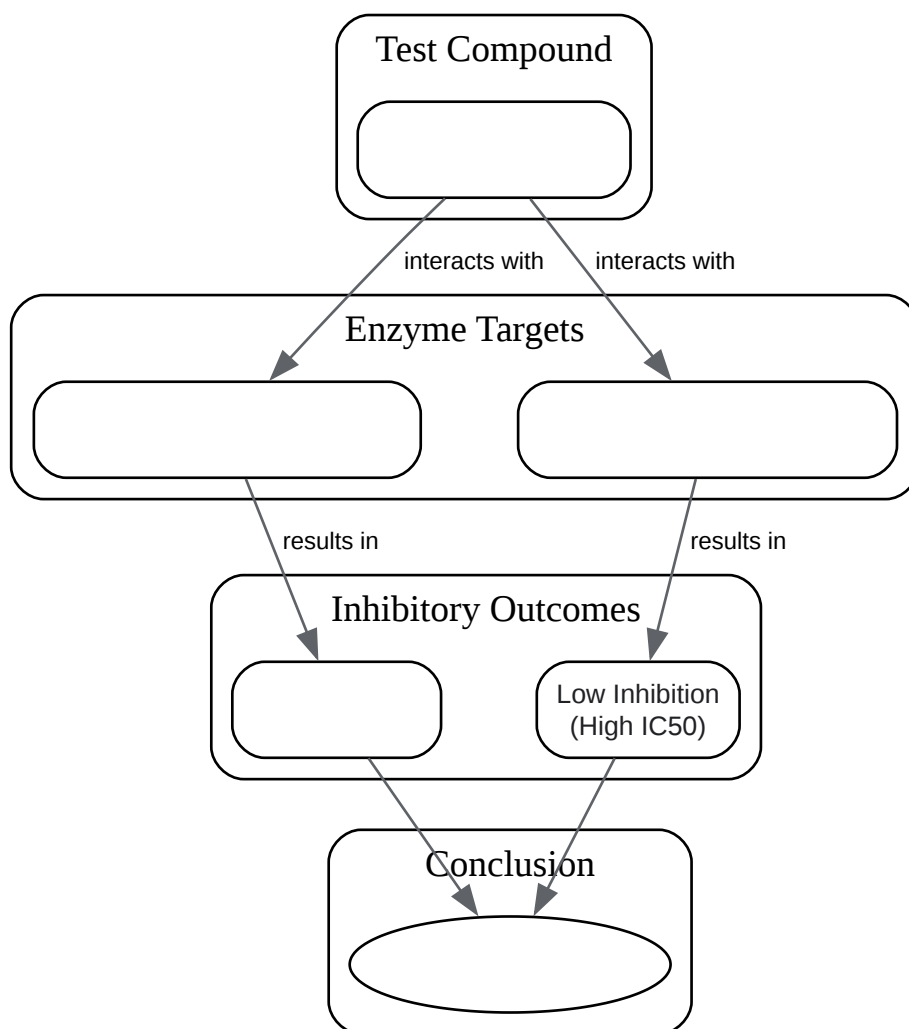 Test Compound
interacts with
interacts with
Enzyme Targets
results in
results in
Inhibitory Outcomes
Low Inhibition
(High IC50)
Conclusion